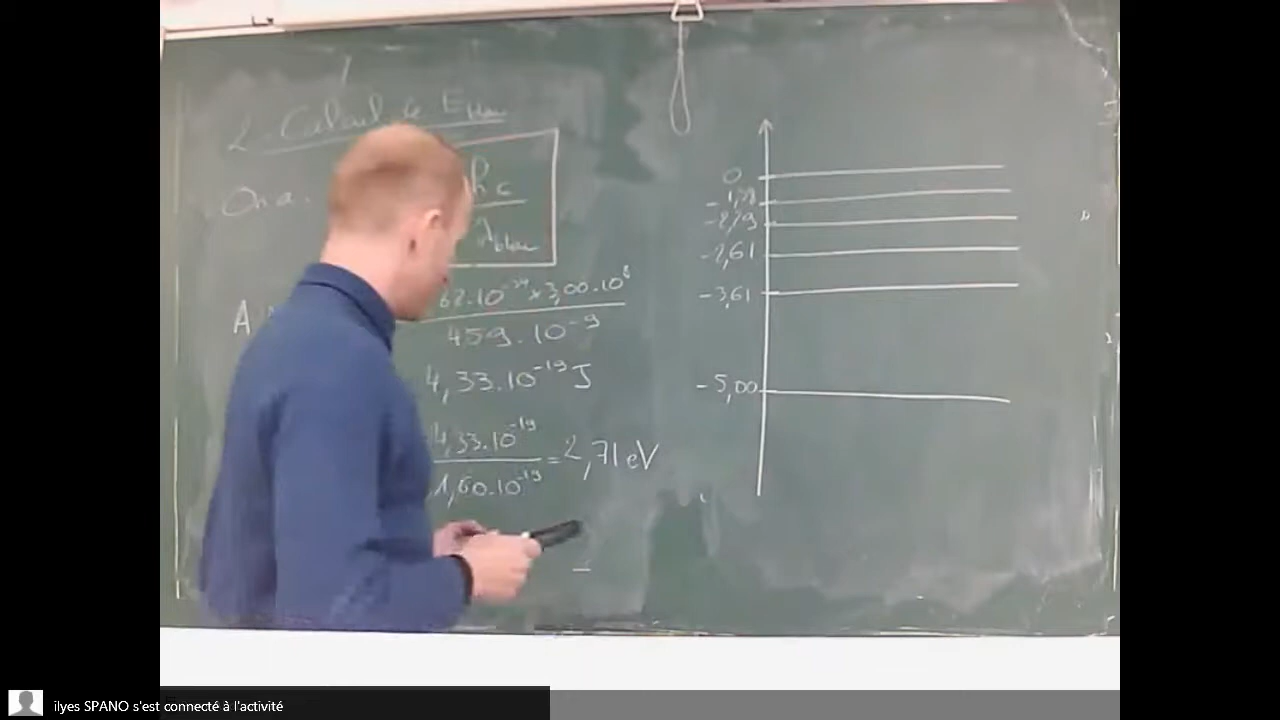 2 - Calcul de E bleu
On a :
hc
λ bleu
A
62.10⁻³⁴ × 3,00.10⁸
459.10⁻⁹
4,33.10⁻¹⁹ J
4,33.10⁻¹⁹
1,60.10⁻¹⁹
= 2,71 eV
0
-2,61
-3,61
-5,00
ilyes SPANO s'est connecté à l'activité